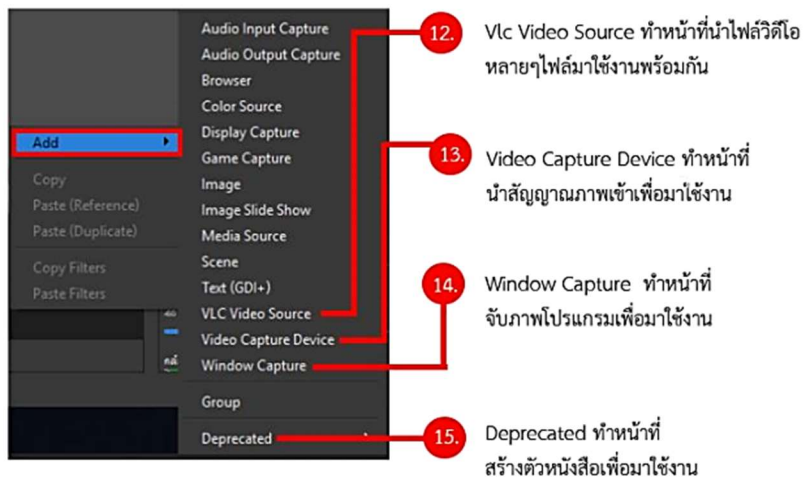 Audio Input Capture
Audio Output Capture
Browser
Color Source
Display Capture
Game Capture
Image
Image Slide Show
Media Source
Scene
Text (GDI+)
VLC Video Source
Video Capture Device
Window Capture
Group
Deprecated
Add
Copy
Paste (Reference)
Paste (Duplicate)
Copy Filters
Paste Filters
12.
Vlc Video Source ทำหน้าที่นำไฟล์วิดีโอ
หลายๆไฟล์มาใช้งานพร้อมกัน
13.
Video Capture Device ทำหน้าที่
นำสัญญาณภาพเข้าเพื่อมาใช้งาน
14.
Window Capture ทำหน้าที่
จับภาพโปรแกรมเพื่อมาใช้งาน
15.
Deprecated ทำหน้าที่
สร้างตัวหนังสือเพื่อมาใช้งาน